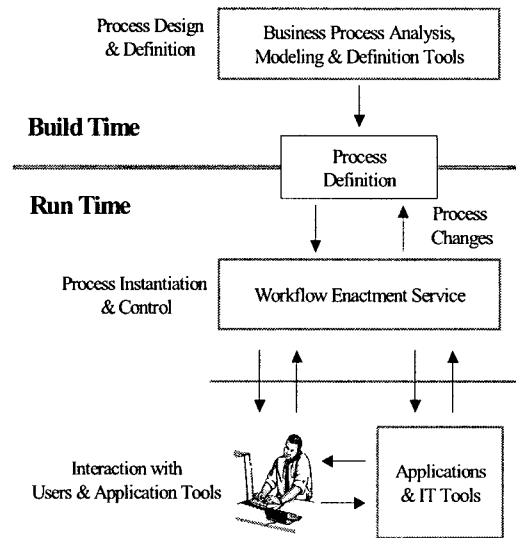 Process Design
& Definition
Business Process Analysis,
Modeling & Definition Tools
Build Time
Process
Definition
Run Time
Process
Changes
Process Instantiation
& Control
Workflow Enactment Service
Interaction with
Users & Application Tools
Applications
& IT Tools